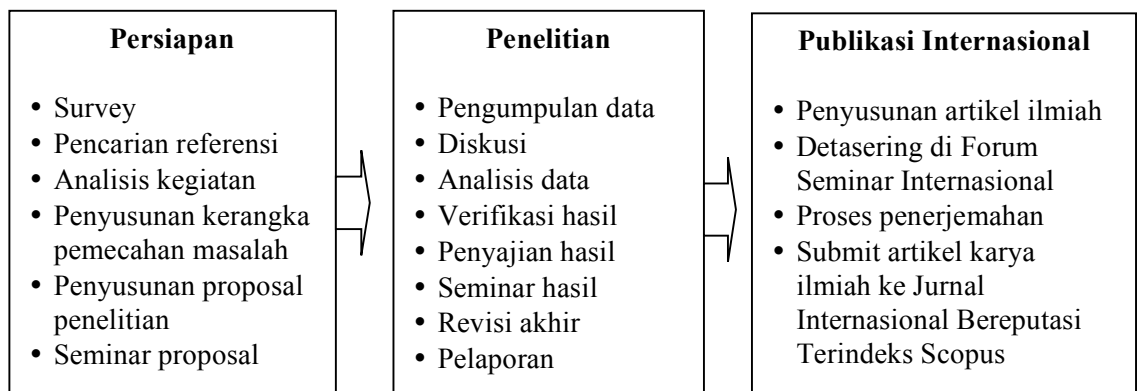 Persiapan
• Survey
• Pencarian referensi
• Analisis kegiatan
• Penyusunan kerangka
pemecahan masalah
• Penyusunan proposal
penelitian
• Seminar proposal
Penelitian
• Pengumpulan data
• Diskusi
• Analisis data
• Verifikasi hasil
• Penyajian hasil
• Seminar hasil
• Revisi akhir
• Pelaporan
Publikasi Internasional
• Penyusunan artikel ilmiah
• Detasering di Forum
Seminar Internasional
• Proses penerjemahan
• Submit artikel karya
ilmiah ke Jurnal
Internasional Bereputasi
Terindeks Scopus